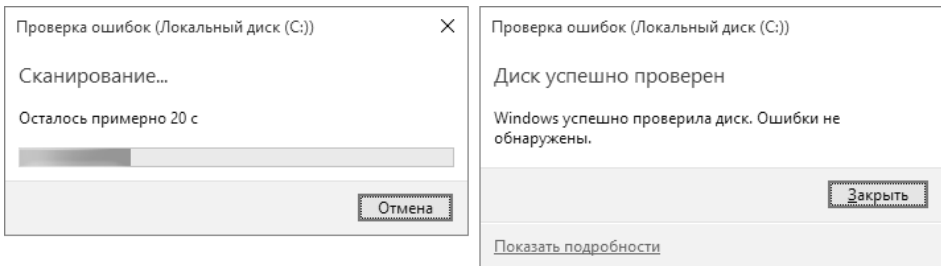 Проверка ошибок (Локальный диск (C:))
Сканирование...
Осталось примерно 20 с
Отмена
Проверка ошибок (Локальный диск (C:))
Диск успешно проверен
Windows успешно проверила диск. Ошибки не
обнаружены.
Закрыть
Показать подробности